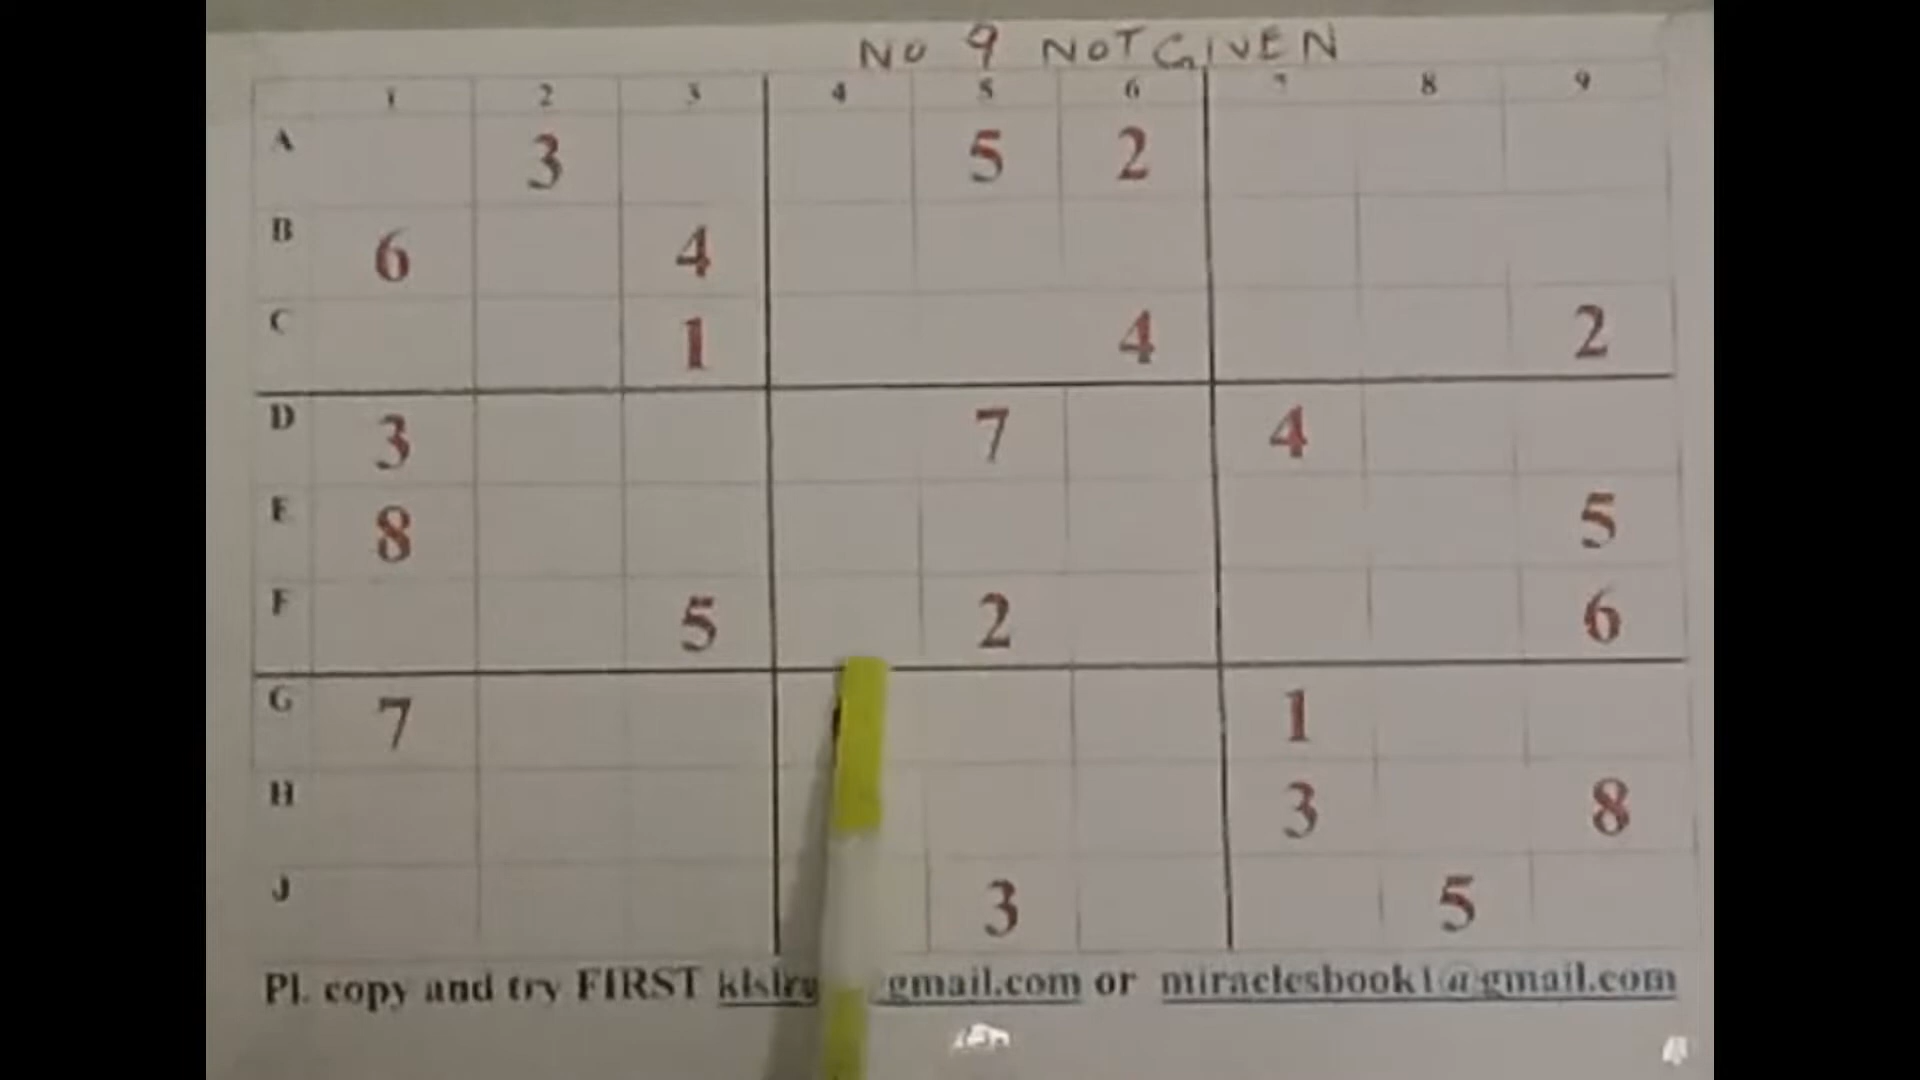 NO 9 NOT GIVEN
1 2 3 4 5 6 7 8 9
A 3 5 2
B 6 4
C 1 4 2
D 3 7 4
E 8 5
F 5 2 6
G 7 1
H 3 8
J 3 5
Pl. copy and try FIRST gmail.com or miraclesbook1@gmail.com